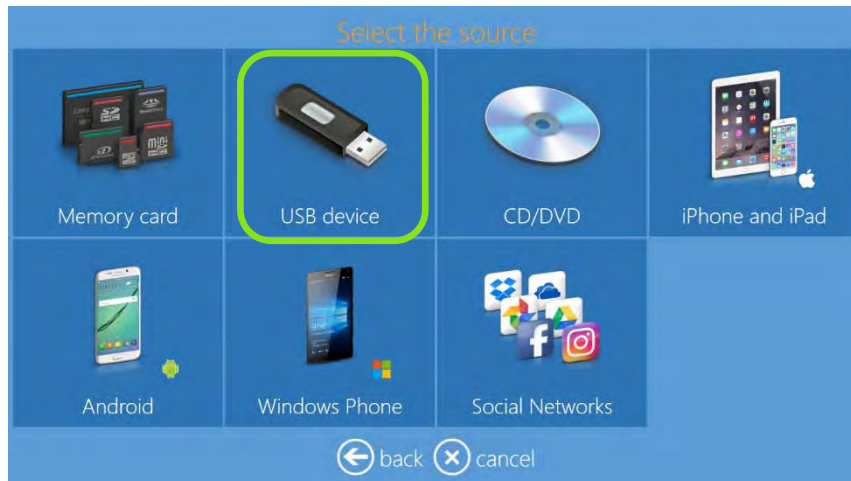 Select the source
Memory card
USB device
CD/DVD
iPhone and iPad
Android
Windows Phone
Social Networks
back
cancel